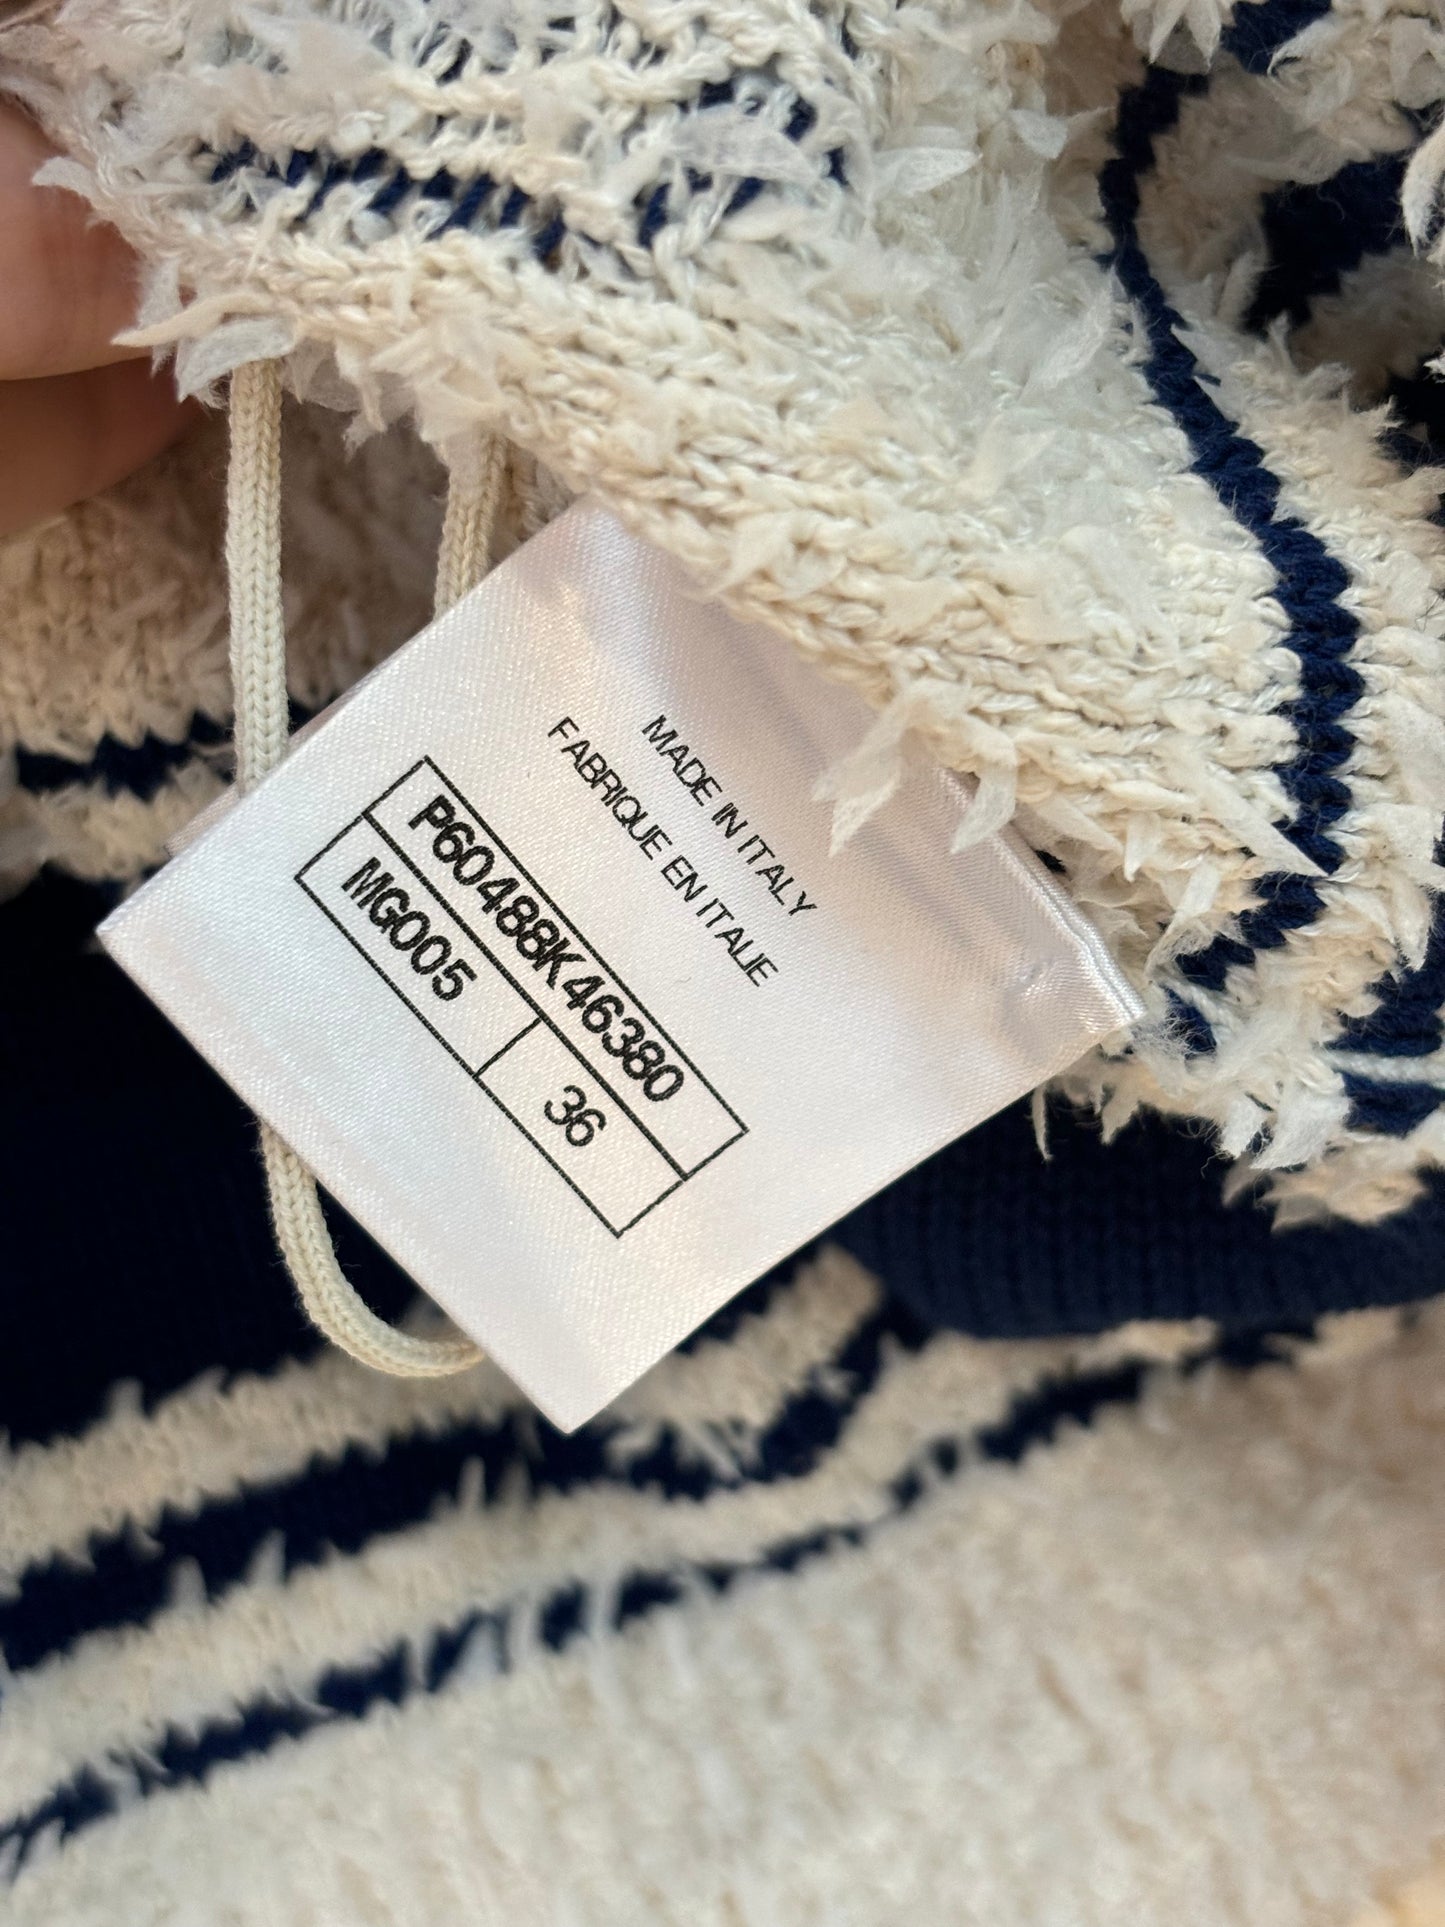 MADE IN ITALY
FABRIQUE EN ITALIE
P60488K46380
MG005 36